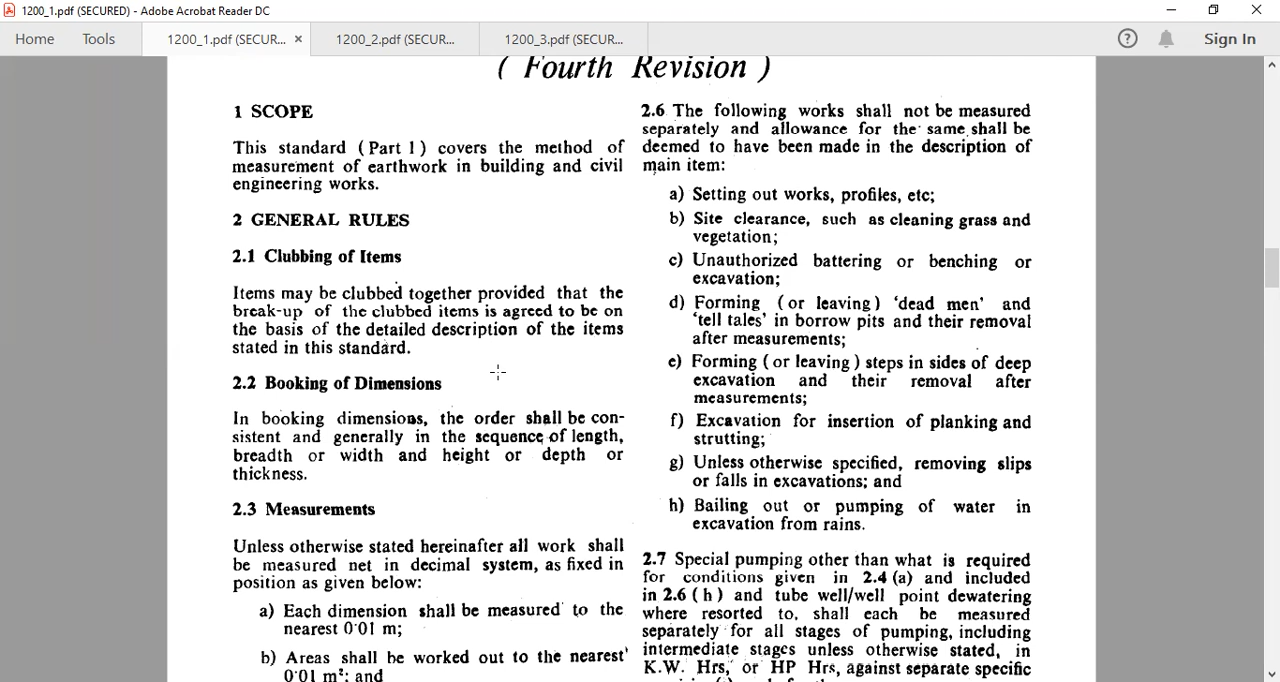 1200_1.pdf (SECURED) - Adobe Acrobat Reader DC
Home
Tools
1200_1.pdf (SECUR... ×
1200_2.pdf (SECUR...
1200_3.pdf (SECUR...
Sign In
( Fourth Revision )
1 SCOPE
This standard ( Part 1 ) covers the method of
measurement of earthwork in building and civil
engineering works.
2 GENERAL RULES
2.1 Clubbing of Items
Items may be clubbed together provided that the
break-up of the clubbed items is agreed to be on
the basis of the detailed description of the items
stated in this standard.
2.2 Booking of Dimensions
In booking dimensions, the order shall be con-
sistent and generally in the sequence of length,
breadth or width and height or depth or
thickness.
2.3 Measurements
Unless otherwise stated hereinafter all work shall
be measured net in decimal system, as fixed in
position as given below:
a) Each dimension shall be measured to the
nearest 0·01 m;
b) Areas shall be worked out to the nearest
0·01 m²; and
2.6 The following works shall not be measured
separately and allowance for the same shall be
deemed to have been made in the description of
main item:
a) Setting out works, profiles, etc;
b) Site clearance, such as cleaning grass and
vegetation;
c) Unauthorized battering or benching or
excavation;
d) Forming ( or leaving ) ‘dead men’ and
‘tell tales’ in borrow pits and their removal
after measurements;
e) Forming ( or leaving ) steps in sides of deep
excavation and their removal after
measurements;
f) Excavation for insertion of planking and
strutting;
g) Unless otherwise specified, removing slips
or falls in excavations; and
h) Bailing out or pumping of water in
excavation from rains.
2.7 Special pumping other than what is required
for conditions given in 2.4 (a) and included
in 2.6 ( h ) and tube well/well point dewatering
where resorted to, shall each be measured
separately for all stages of pumping, including
intermediate stages unless otherwise stated, in
K.W. Hrs, or HP Hrs, against separate specific